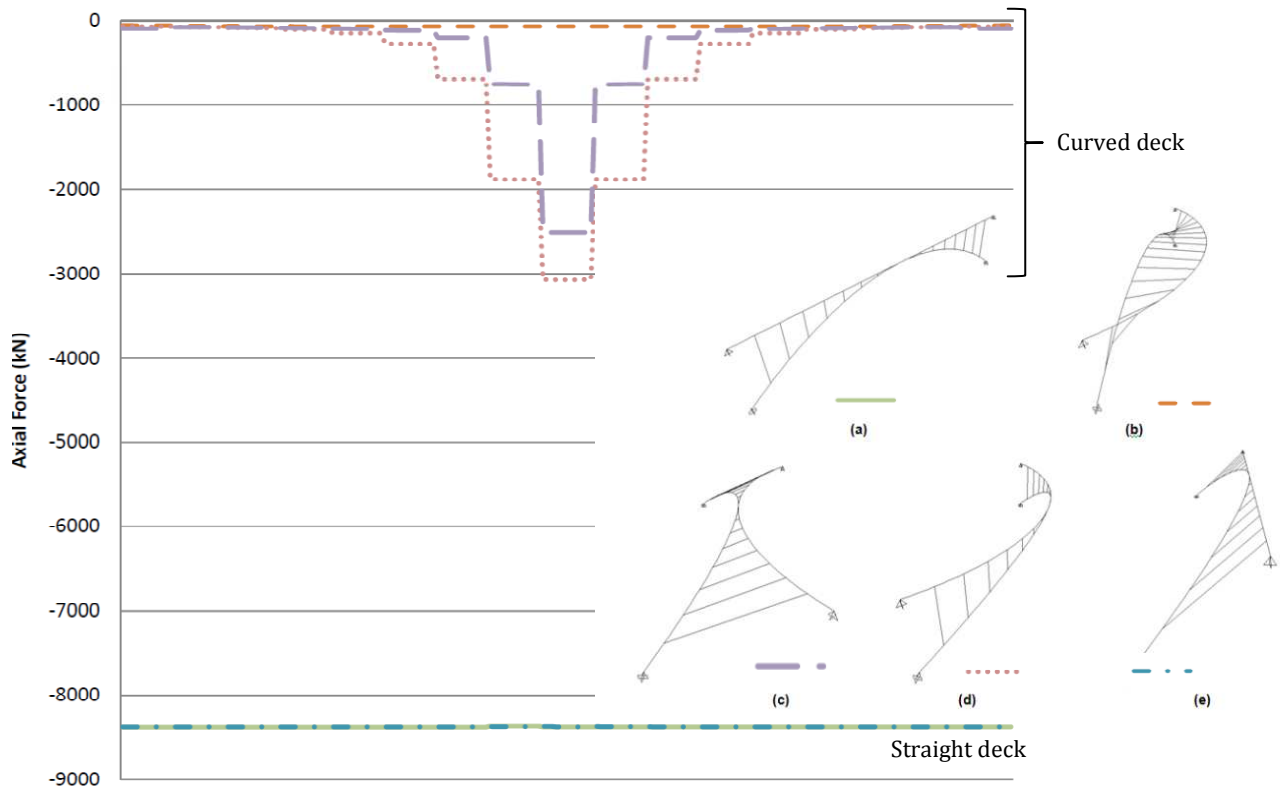 0
-1000
-2000
-3000
-4000
-5000
-6000
-7000
-8000
-9000
Axial Force (kN)
Curved deck
(a)
(b)
(c)
(d)
(e)
Straight deck